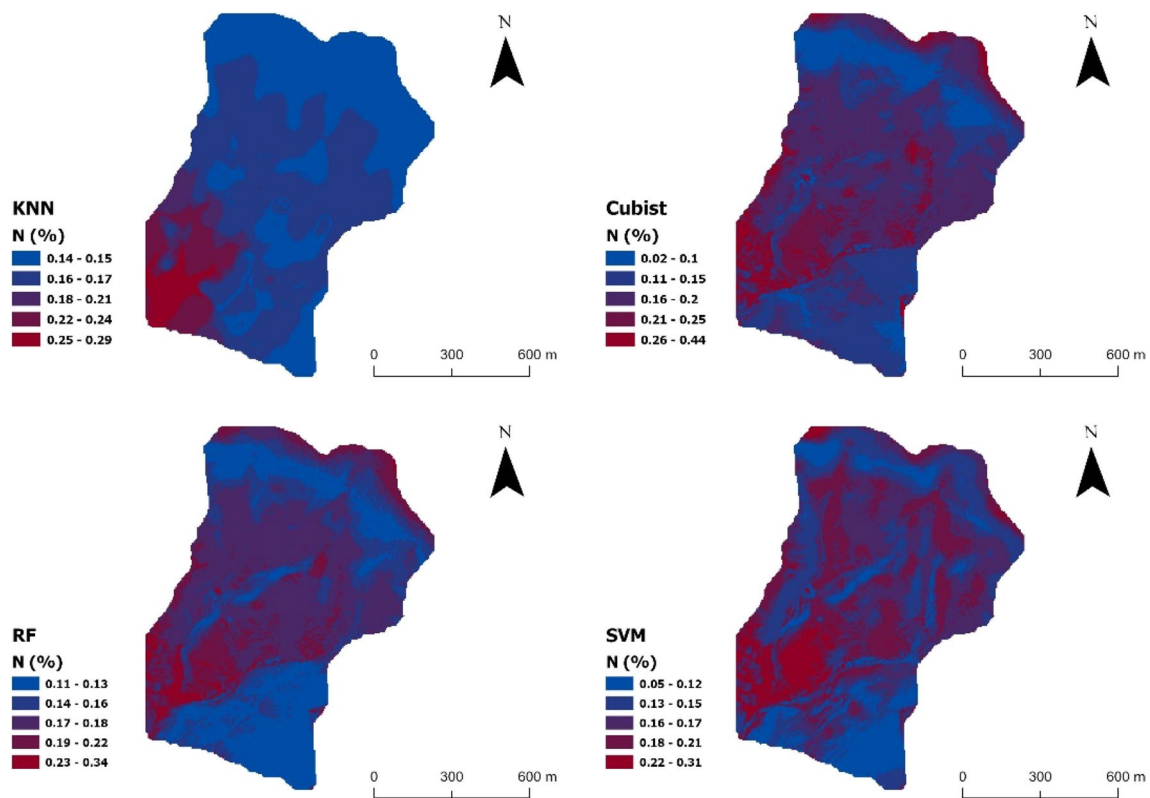 N
KNN
N (%)
0.14 - 0.15
0.16 - 0.17
0.18 - 0.21
0.22 - 0.24
0.25 - 0.29
0 300 600 m
N
Cubist
N (%)
0.02 - 0.1
0.11 - 0.15
0.16 - 0.2
0.21 - 0.25
0.26 - 0.44
0 300 600 m
N
RF
N (%)
0.11 - 0.13
0.14 - 0.16
0.17 - 0.18
0.19 - 0.22
0.23 - 0.34
0 300 600 m
N
SVM
N (%)
0.05 - 0.12
0.13 - 0.15
0.16 - 0.17
0.18 - 0.21
0.22 - 0.31
0 300 600 m